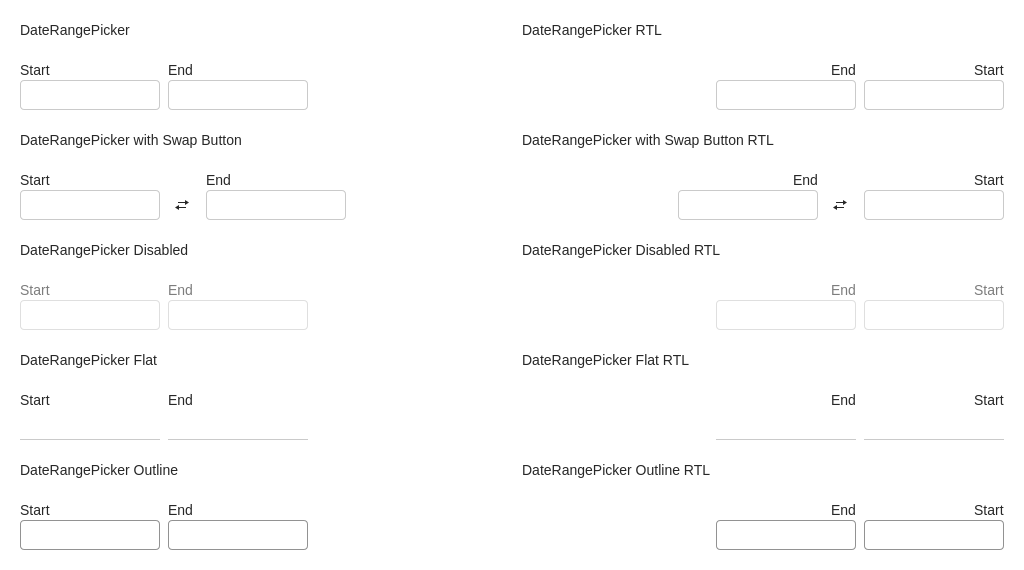 DateRangePicker
DateRangePicker RTL
Start
End
End
Start
DateRangePicker with Swap Button
DateRangePicker with Swap Button RTL
Start
End
End
Start
DateRangePicker Disabled
DateRangePicker Disabled RTL
Start
End
End
Start
DateRangePicker Flat
DateRangePicker Flat RTL
Start
End
End
Start
DateRangePicker Outline
DateRangePicker Outline RTL
Start
End
End
Start